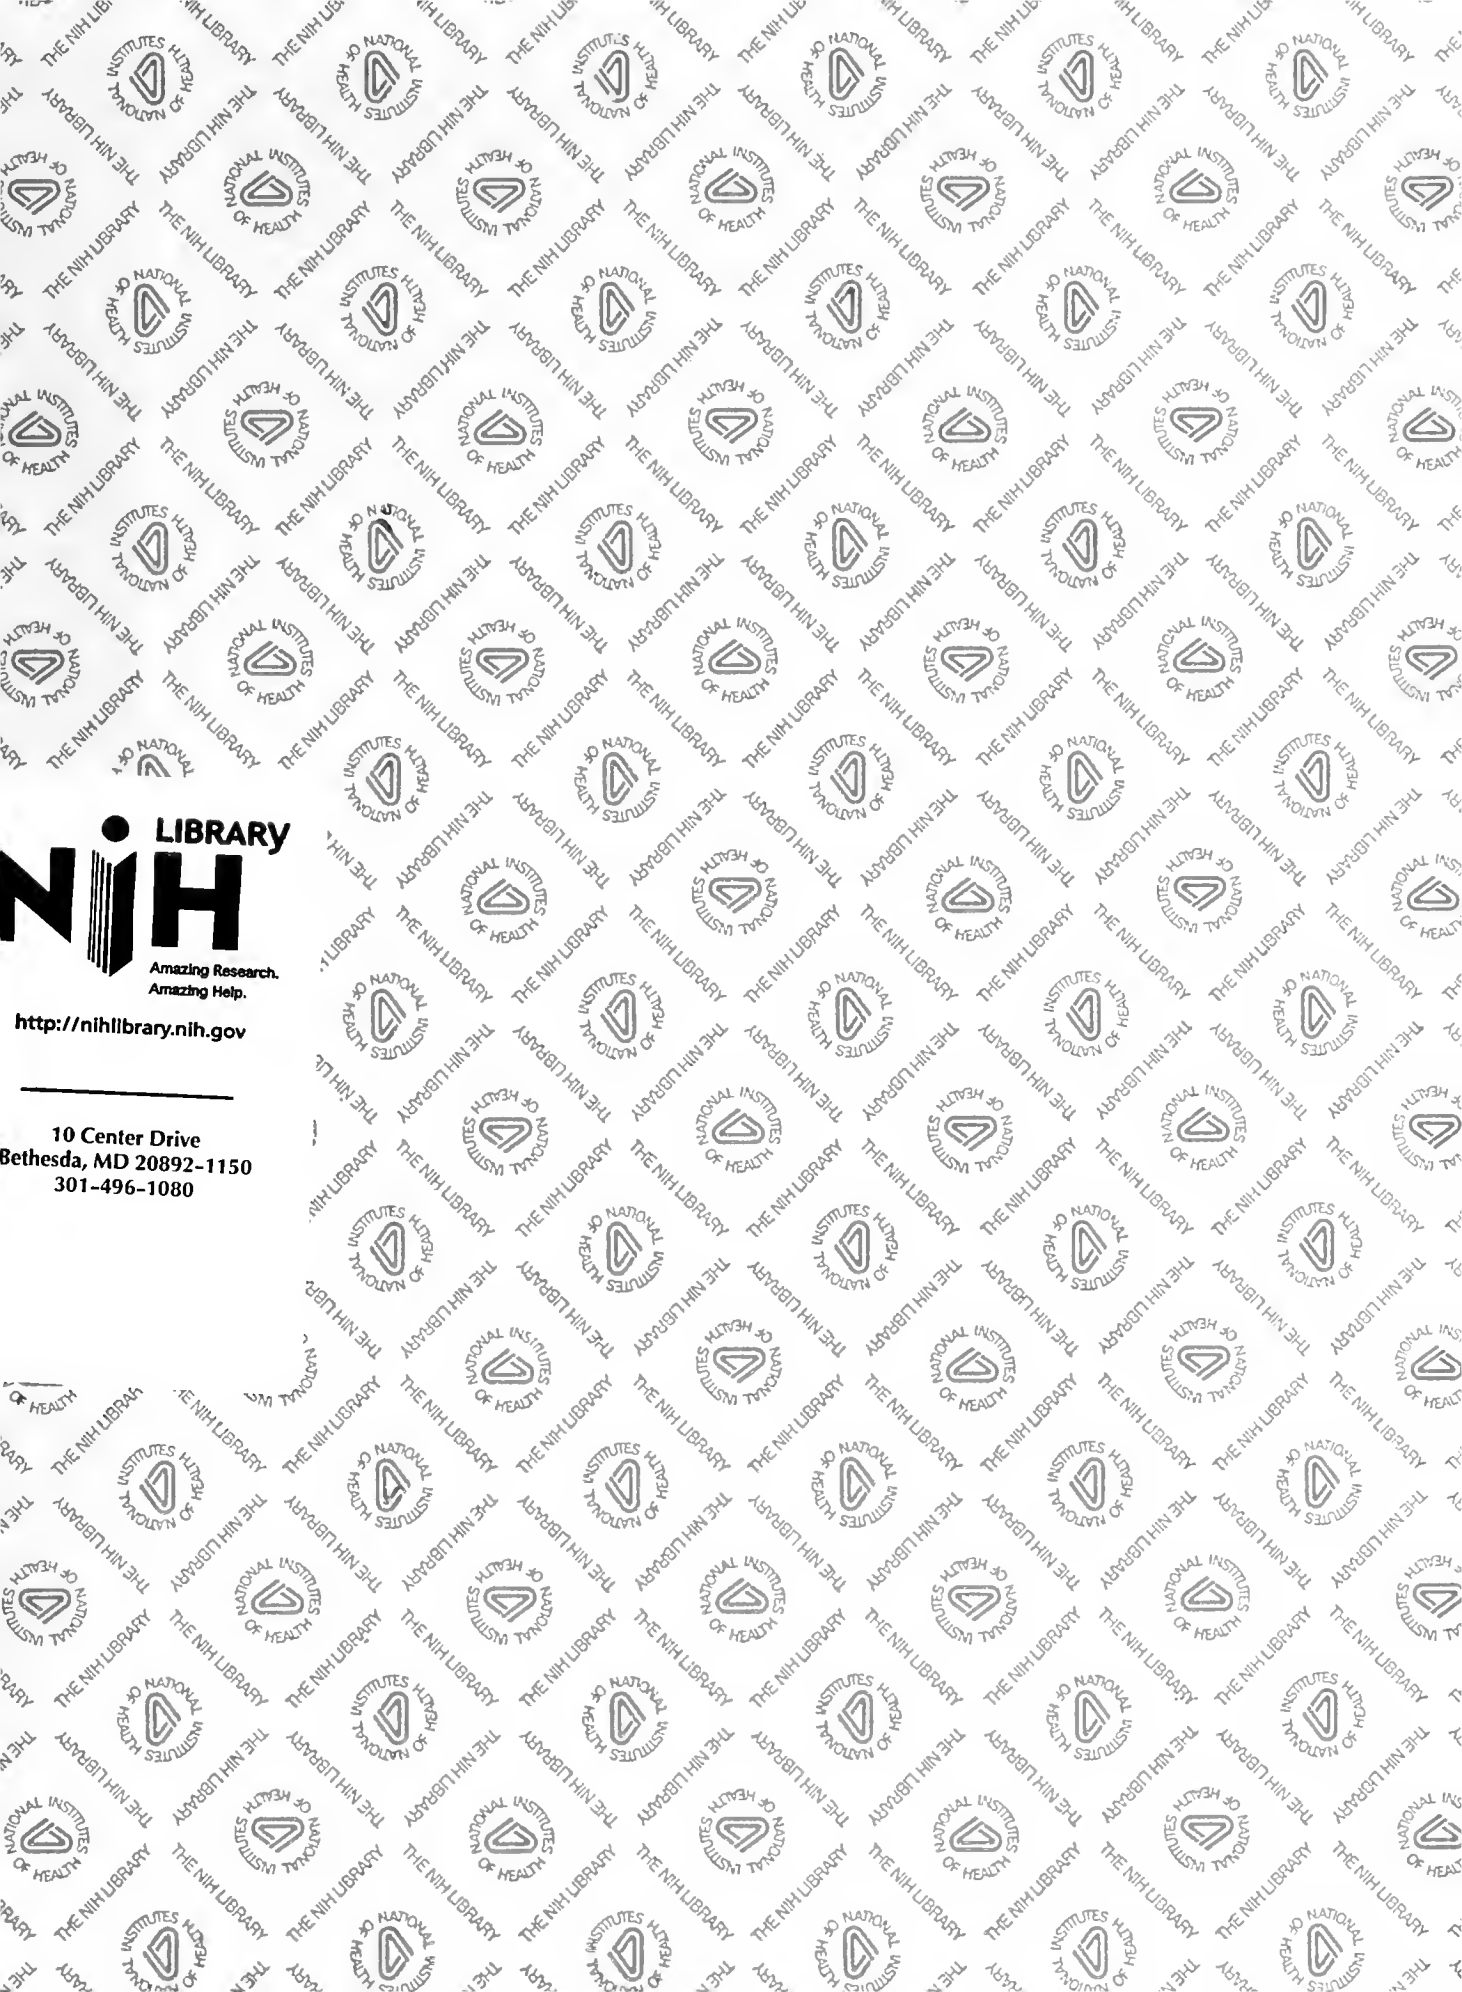 LIBRARY
NiH
Amazing Research.
Amazing Help.
http://nihlibrary.nih.gov
10 Center Drive
Bethesda, MD 20892-1150
301-496-1080
THE NIH LIBRARY
NATIONAL INSTITUTES OF HEALTH